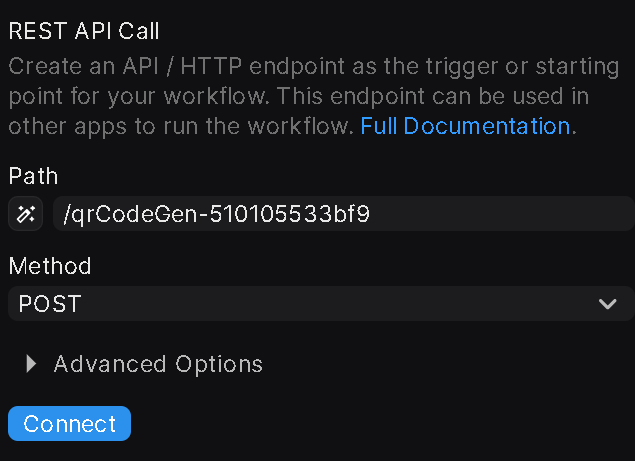 REST API Call
Create an API / HTTP endpoint as the trigger or starting
point for your workflow. This endpoint can be used in
other apps to run the workflow. Full Documentation.
Path
/qrCodeGen-510105533bf9
Method
POST
Advanced Options
Connect